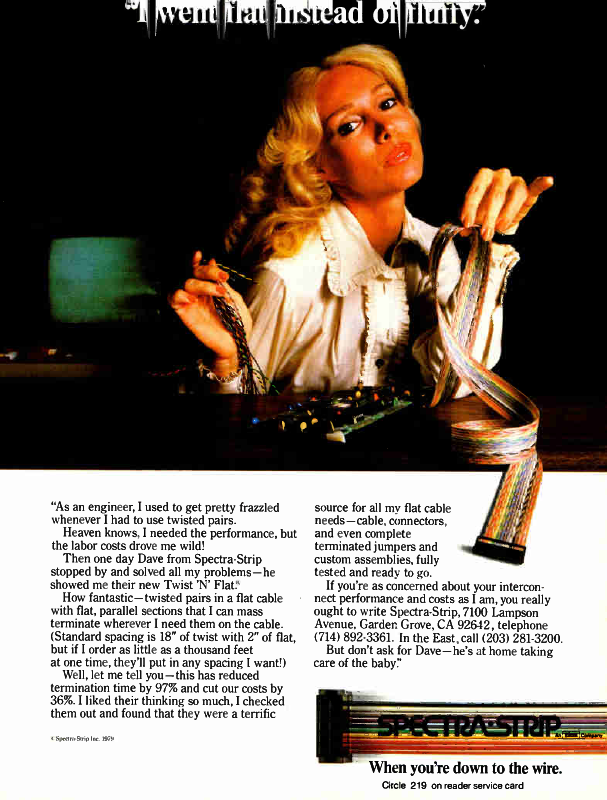 “I went flat instead of fluffy.”
“As an engineer, I used to get pretty frazzled
whenever I had to use twisted pairs.
Heaven knows, I needed the performance, but
the labor costs drove me wild!
Then one day Dave from Spectra-Strip
stopped by and solved all my problems—he
showed me their new Twist 'N' Flat.*
How fantastic—twisted pairs in a flat cable
with flat, parallel sections that I can mass
terminate wherever I need them on the cable.
(Standard spacing is 18" of twist with 2" of flat,
but if I order as little as a thousand feet
at one time, they'll put in any spacing I want!)
Well, let me tell you—this has reduced
termination time by 97% and cut our costs by
36%. I liked their thinking so much, I checked
them out and found that they were a terrific
source for all my flat cable
needs—cable, connectors,
and even complete
terminated jumpers and
custom assemblies, fully
tested and ready to go.
If you're as concerned about your intercon-
nect performance and costs as I am, you really
ought to write Spectra-Strip, 7100 Lampson
Avenue, Garden Grove, CA 92642, telephone
(714) 892-3361. In the East, call (203) 281-3200.
But don't ask for Dave—he's at home taking
care of the baby.”
* Spectra-Strip Inc. 1979
SPECTRA-STRIP
When you're down to the wire.
Circle 219 on reader service card